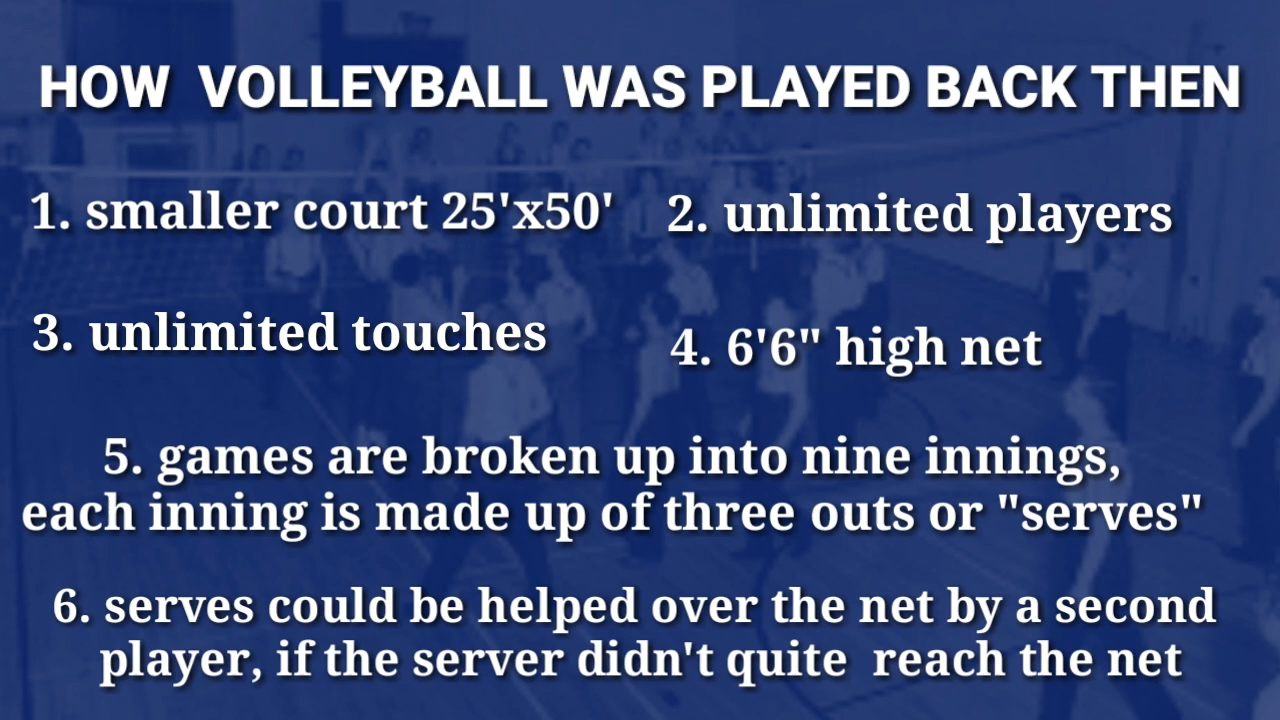 HOW VOLLEYBALL WAS PLAYED BACK THEN
1. smaller court 25'x50'
2. unlimited players
3. unlimited touches
4. 6'6" high net
5. games are broken up into nine innings,
each inning is made up of three outs or "serves"
6. serves could be helped over the net by a second
player, if the server didn't quite reach the net